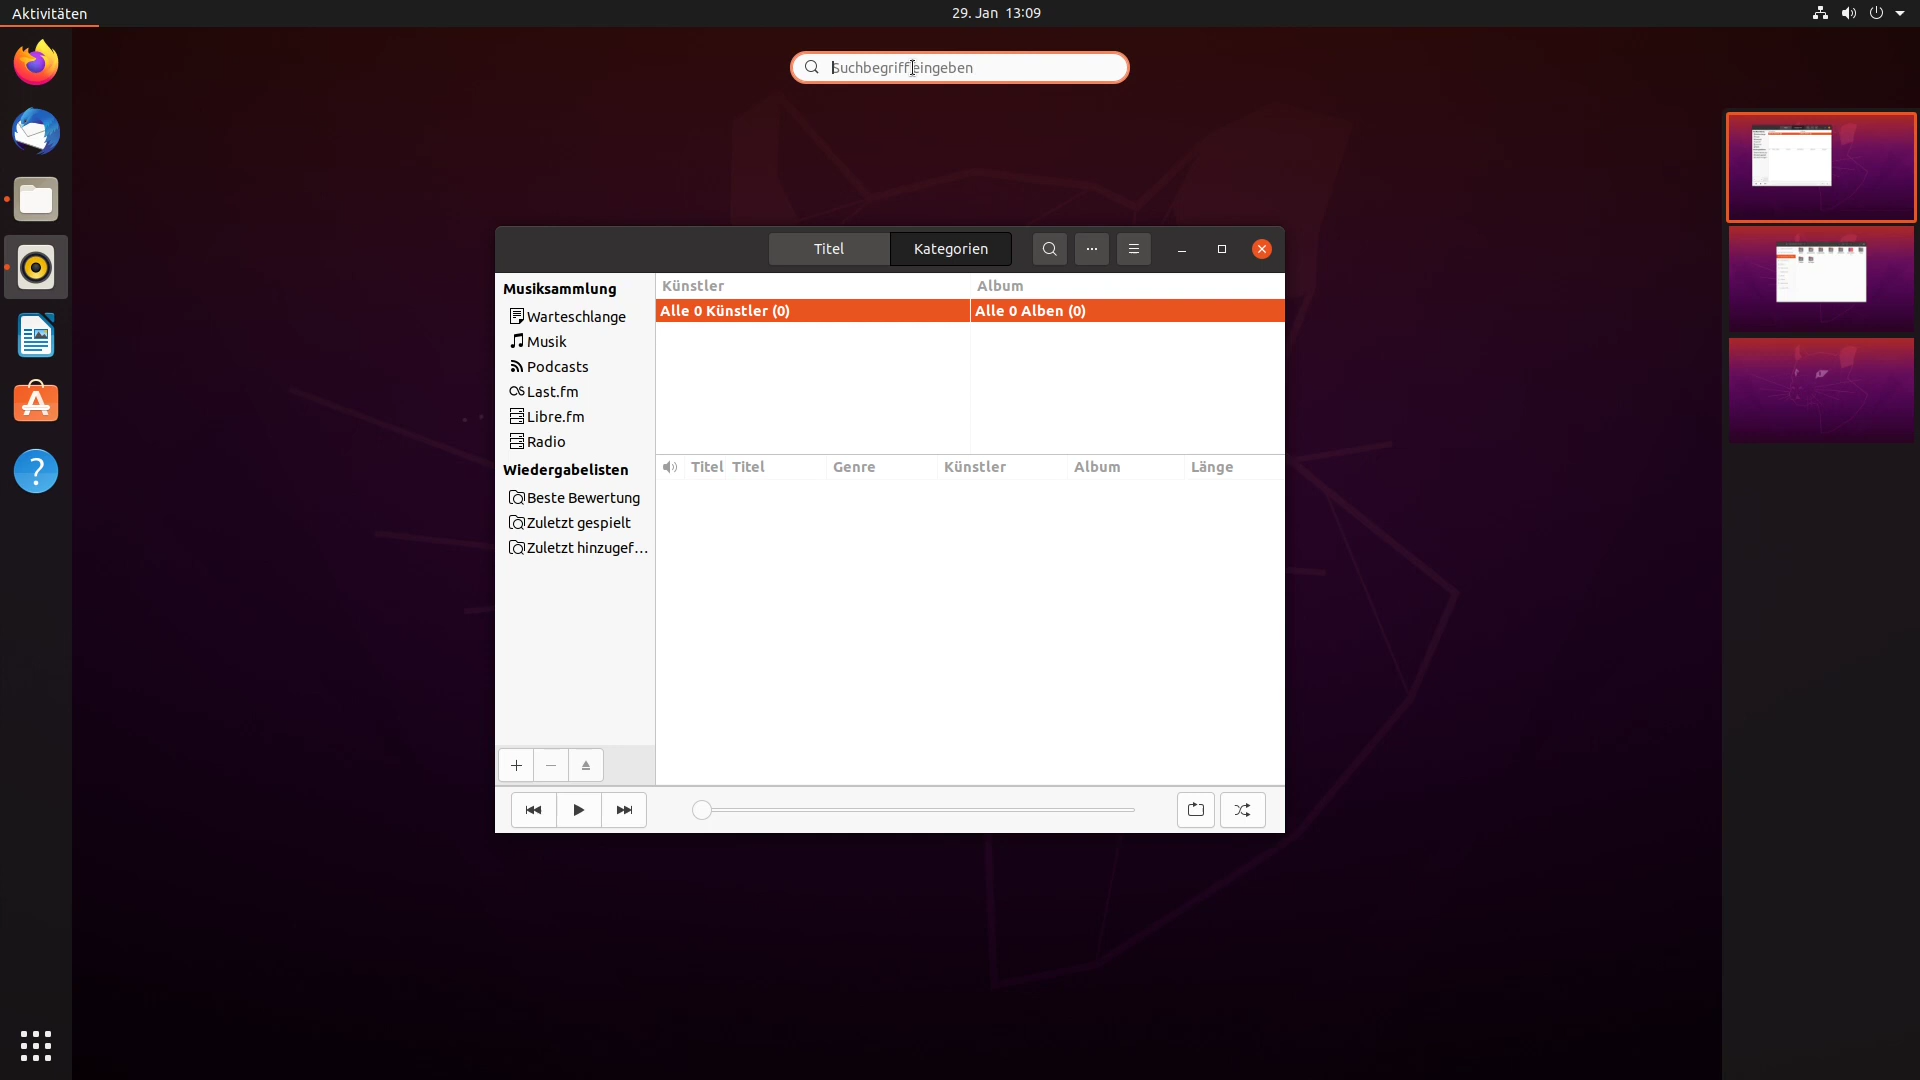 Aktivitäten
29. Jan 13:09
Suchbegriff eingeben
Titel Kategorien
Musiksammlung
Warteschlange
Musik
Podcasts
Last.fm
Libre.fm
Radio
Wiedergabelisten
Beste Bewertung
Zuletzt gespielt
Zuletzt hinzugef…
Künstler Album
Alle 0 Künstler (0) Alle 0 Alben (0)
Titel Titel Genre Künstler Album Länge